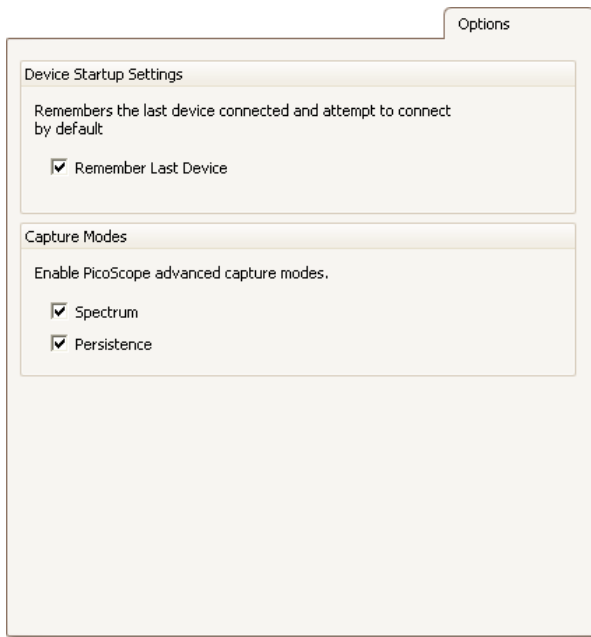 Options
Device Startup Settings
Remembers the last device connected and attempt to connect
by default
Remember Last Device
Capture Modes
Enable PicoScope advanced capture modes.
Spectrum
Persistence